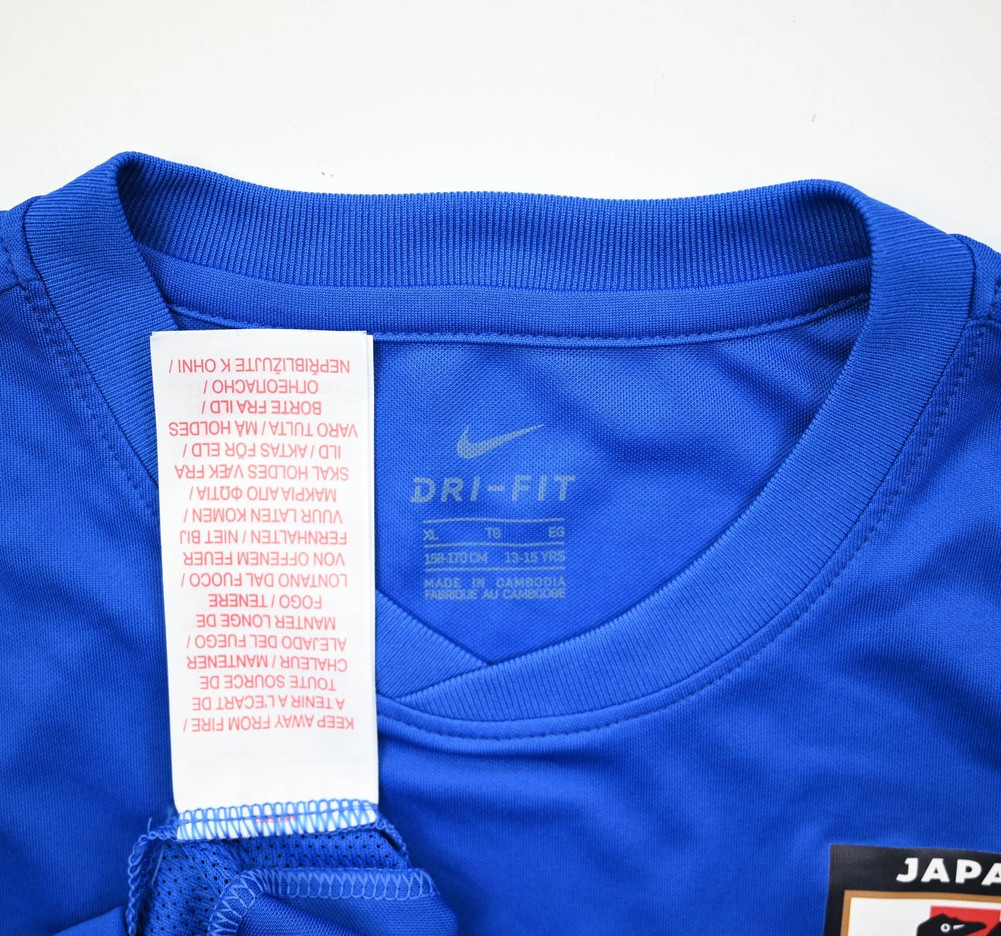 KEEP AWAY FROM FIRE /
A TENIR A L'ECART DE
TOUTE SOURCE DE
CHALEUR / MANTENER
ALEJADO DEL FUEGO /
MANTER LONGE DE
FOGO / TENERE
LONTANO DAL FUOCO /
VON OFFENEM FEUER
FERNHALTEN / NIET BIJ
VUUR LATEN KOMEN /
ΜΑΚΡΙΑ ΑΠΟ ΦΩΤΙΑ /
SKAL HOLDES VÆK FRA
ILD / AKTAS FÖR ELD /
VARO TULTA / MÅ HOLDES
BORTE FRA ILD /
ОГНЕОПАСНО /
NEPŘIBLIŽUJTE K OHNI /
DRI-FIT
XL TG EG
158-170 CM 13-15 YRS
MADE IN CAMBODIA
FABRIQUE AU CAMBODGE
JAPA